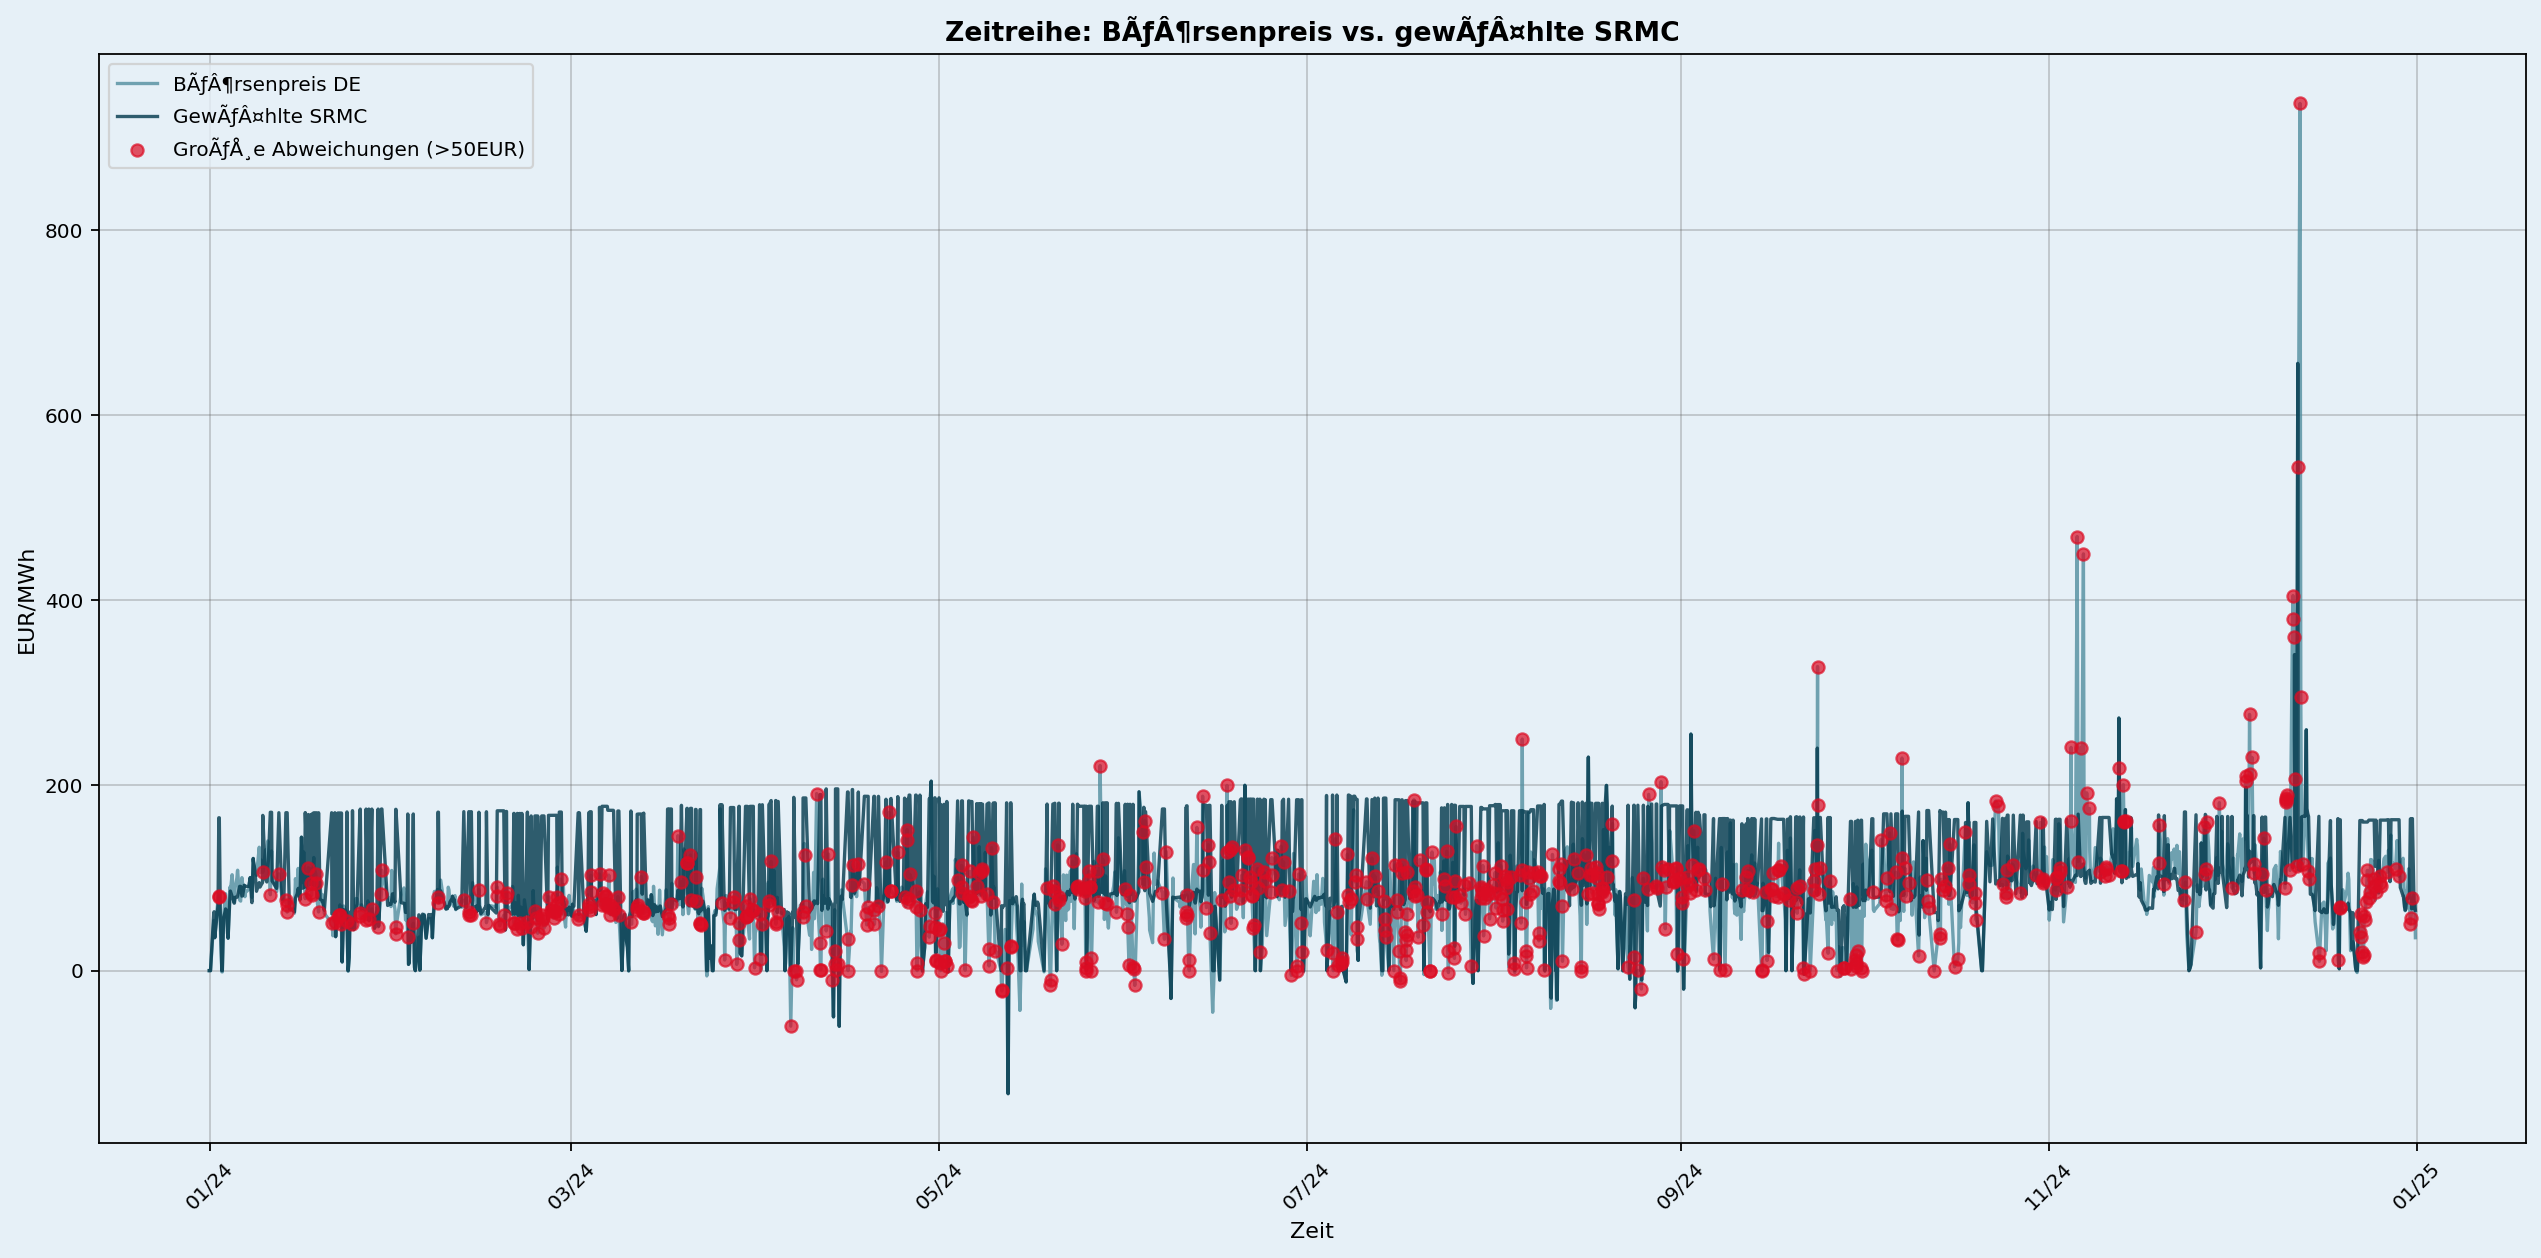 Zeitreihe: BÃƒÂ¶rsenpreis vs. gewÃƒÂ¤hlte SRMC
BÃƒÂ¶rsenpreis DE
GewÃƒÂ¤hlte SRMC
GroÃƒÅ¸e Abweichungen (>50EUR)
EUR/MWh
800
600
400
200
0
01/24
03/24
05/24
07/24
09/24
11/24
01/25
Zeit